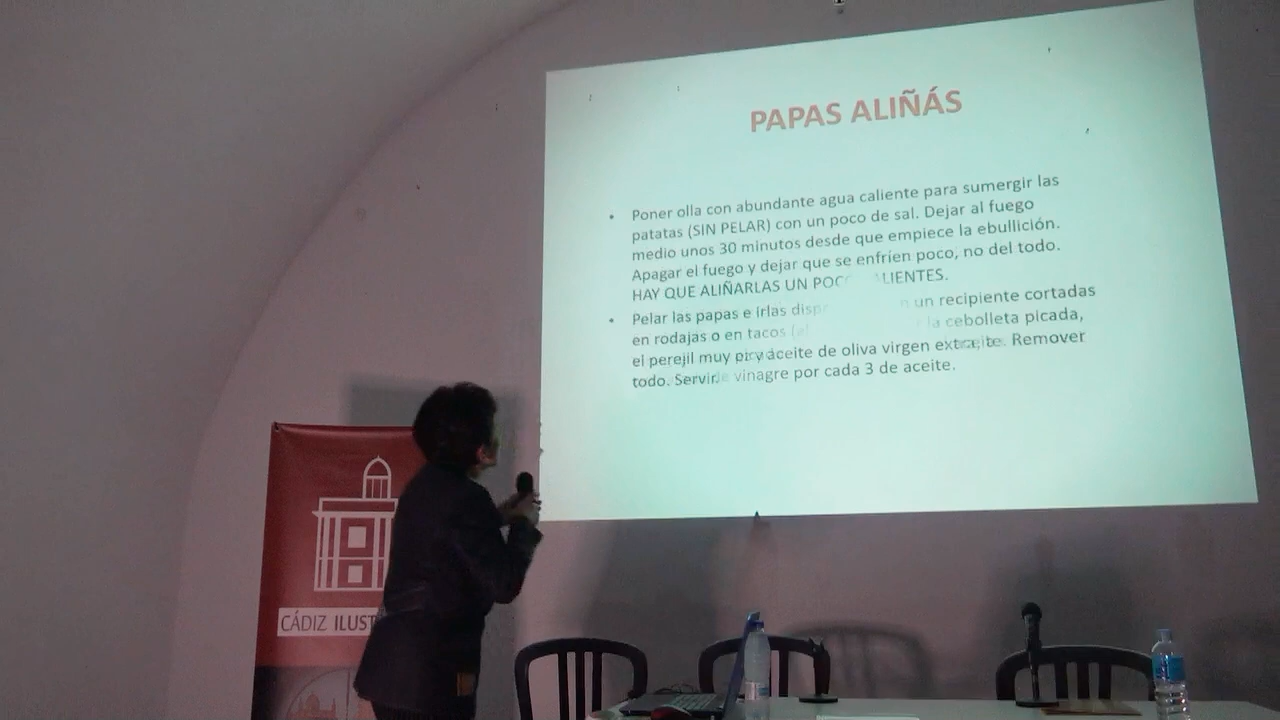 PAPAS ALIÑÁS
• Poner olla con abundante agua caliente para sumergir las
patatas (SIN PELAR) con un poco de sal. Dejar al fuego
medio unos 30 minutos desde que empiece la ebullición.
Apagar el fuego y dejar que se enfrien poco, no del todo.
HAY QUE ALIÑARLAS UN
• Pelar las papas e irlas un recipiente cortadas
en rodajas o en tacos la cebolleta picada,
el perejil muy aceite de oliva virgen Remover
todo. vinagre por cada 3 de aceite.
CÁDIZ